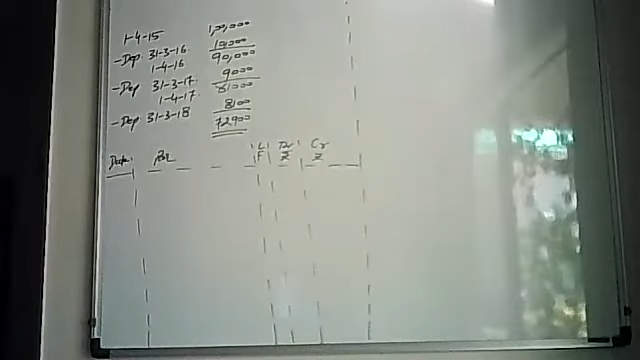 1-4-15 1,00,000
-Dep 31-3-16 10,000
1-4-16 90,000
-Dep 31-3-17 9000
1-4-17 81000
-Dep 31-3-18 8100
72900
Date Par L F Dr ₹ Cr ₹